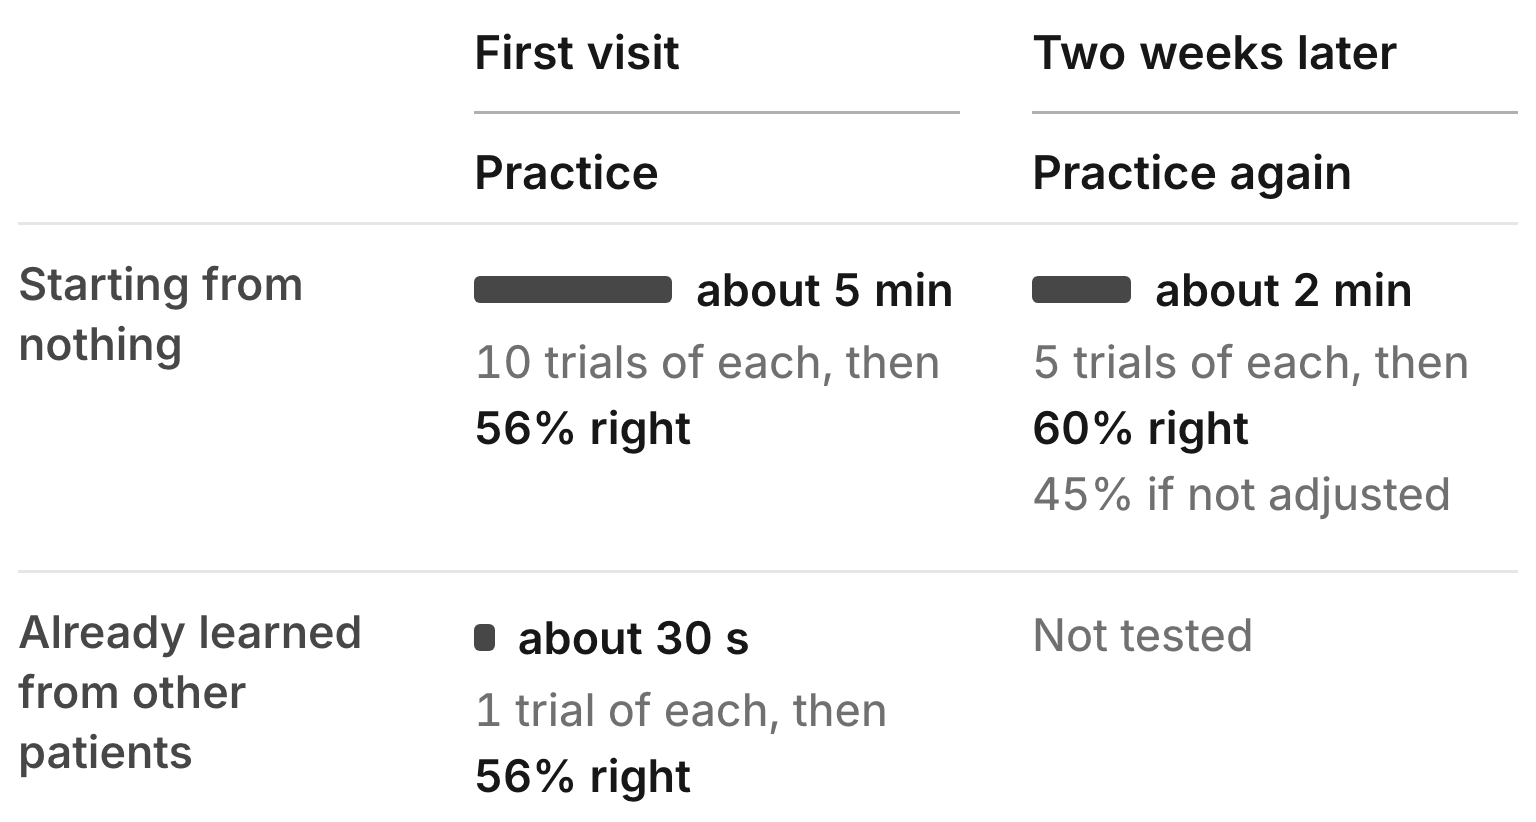 First visit
Two weeks later
Practice
Practice again
Starting from
nothing
about 5 min
10 trials of each, then
56% right
about 2 min
5 trials of each, then
60% right
45% if not adjusted
Already learned
from other
patients
about 30 s
1 trial of each, then
56% right
Not tested